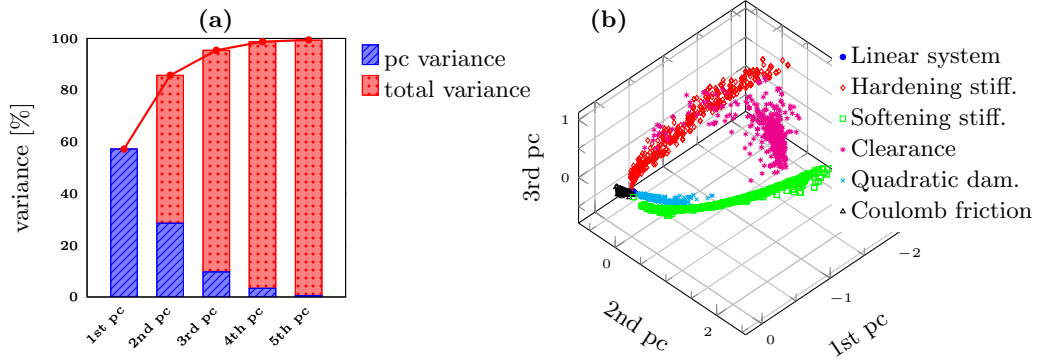 (a)
variance [%]
100
80
60
40
20
0
1st pc
2nd pc
3rd pc
4th pc
5th pc
pc variance
total variance
(b)
3rd pc
1
0
0
2
2nd pc
0
−1
−2
1st pc
Linear system
Hardening stiff.
Softening stiff.
Clearance
Quadratic dam.
Coulomb friction